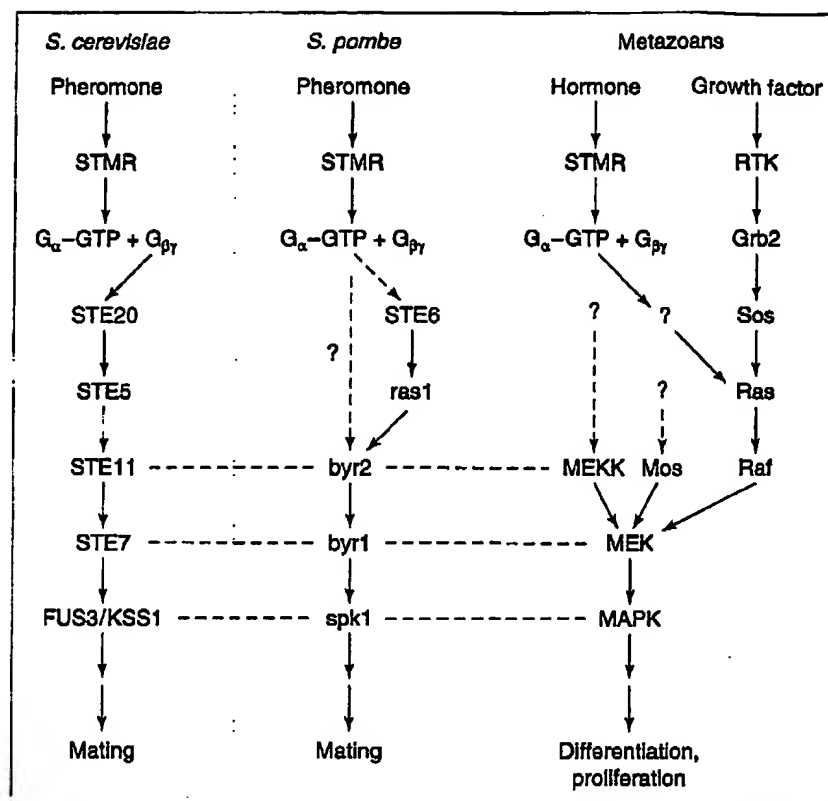 S. cerevisiae S. pombe Metazoans
Pheromone Pheromone Hormone Growth factor
STMR STMR STMR RTK
Gα–GTP + Gβγ Gα–GTP + Gβγ Gα–GTP + Gβγ Grb2
STE20 STE6 ? ? Sos
?
STE5 ras1 ? Ras
STE11 byr2 MEKK Mos Raf
STE7 byr1 MEK
FUS3/KSS1 spk1 MAPK
Mating Mating Differentiation,
proliferation